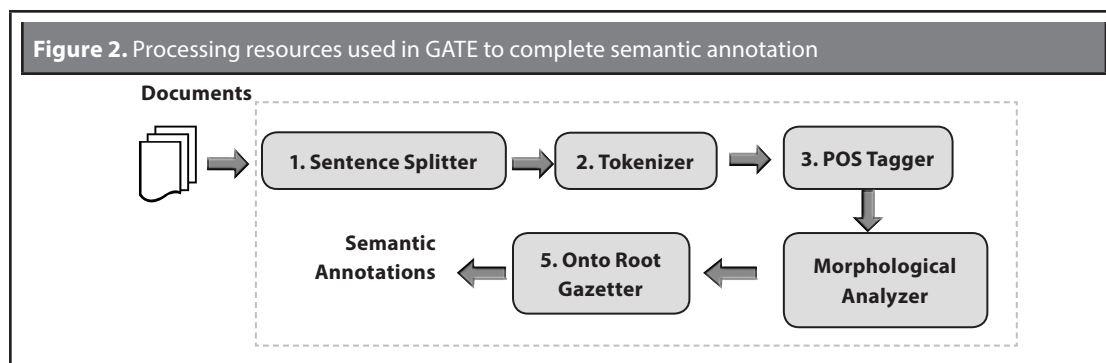 Figure 2. Processing resources used in GATE to complete semantic annotation
Documents
1. Sentence Splitter
2. Tokenizer
3. POS Tagger
Morphological
Analyzer
5. Onto Root
Gazetter
Semantic
Annotations